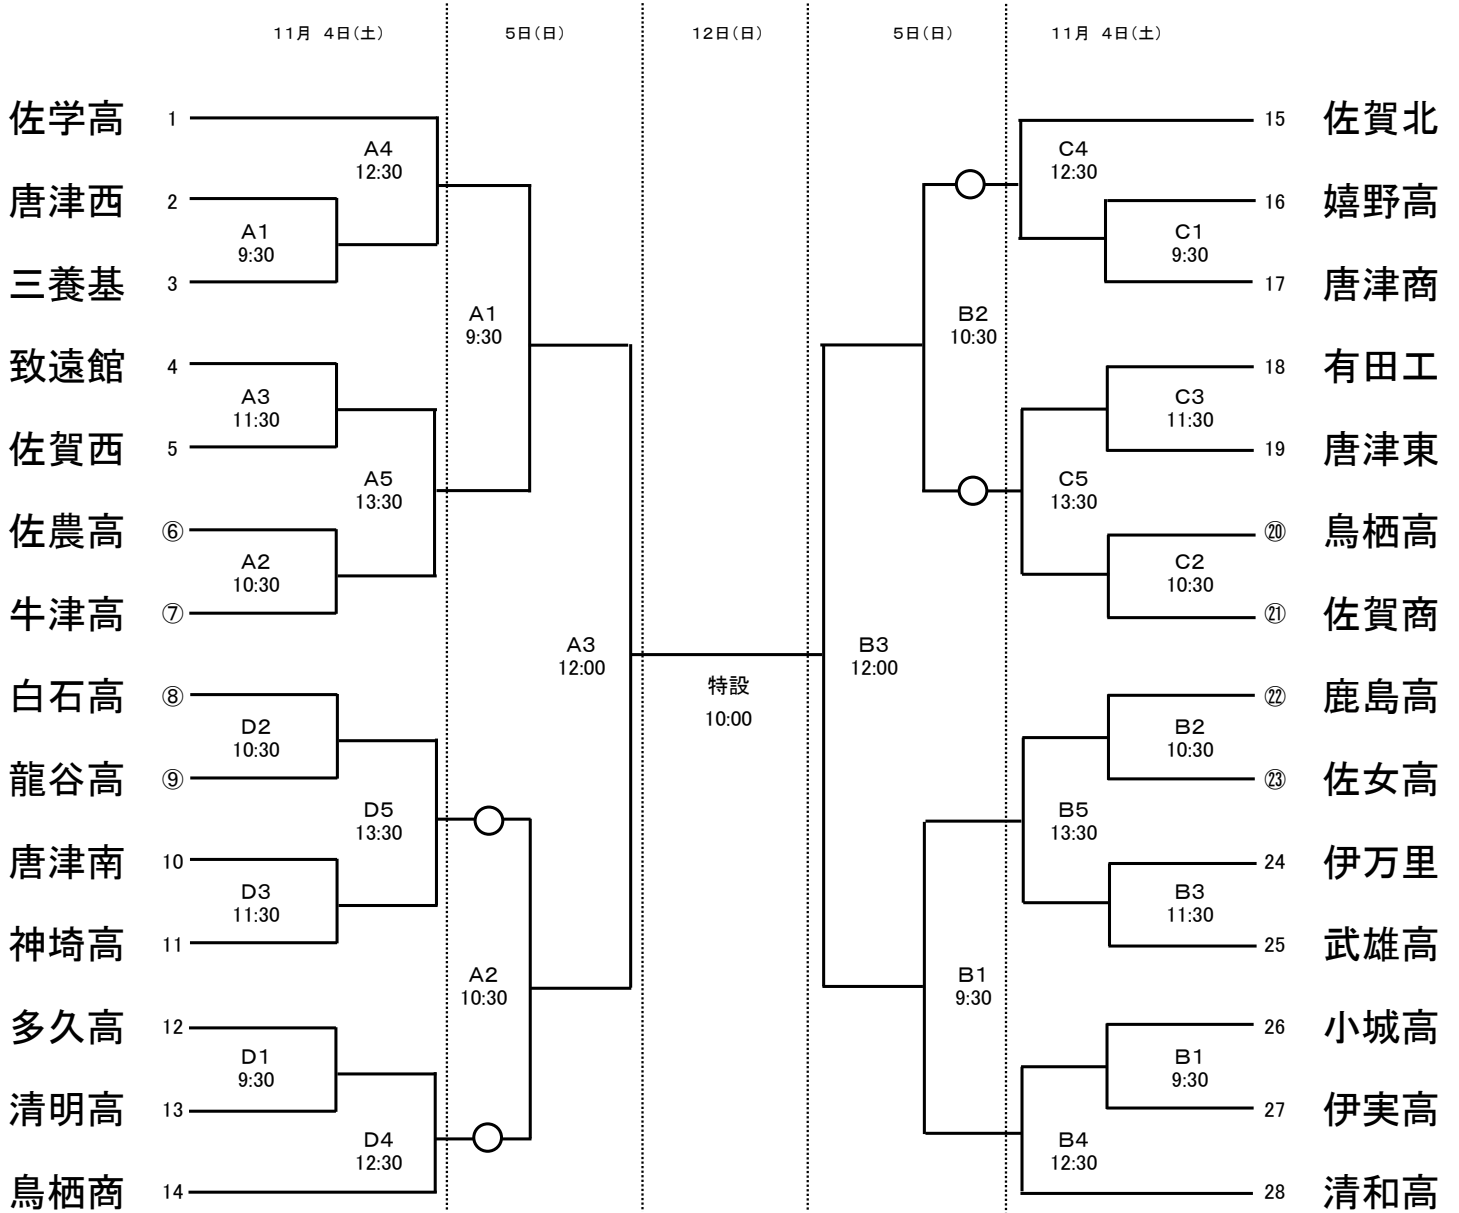 11月 4日(土)
5日(日)
12日(日)
5日(日)
11月 4日(土)
佐学高 1
A4
12:30
唐津西 2
A1
9:30
三養基 3
A1
9:30
致遠館 4
A3
11:30
佐賀西 5
A5
13:30
佐農高 ⑥
A2
10:30
牛津高 ⑦
A3
12:00
白石高 ⑧
D2
10:30
龍谷高 ⑨
D5
13:30
唐津南 10
D3
11:30
神埼高 11
A2
10:30
多久高 12
D1
9:30
清明高 13
D4
12:30
鳥栖商 14
特設
10:00
15 佐賀北
C4
12:30
16 嬉野高
C1
9:30
17 唐津商
B2
10:30
18 有田工
C3
11:30
19 唐津東
C5
13:30
⑳ 鳥栖高
C2
10:30
㉑ 佐賀商
B3
12:00
㉒ 鹿島高
B2
10:30
㉓ 佐女高
B5
13:30
24 伊万里
B3
11:30
25 武雄高
B1
9:30
26 小城高
B1
9:30
27 伊実高
B4
12:30
28 清和高